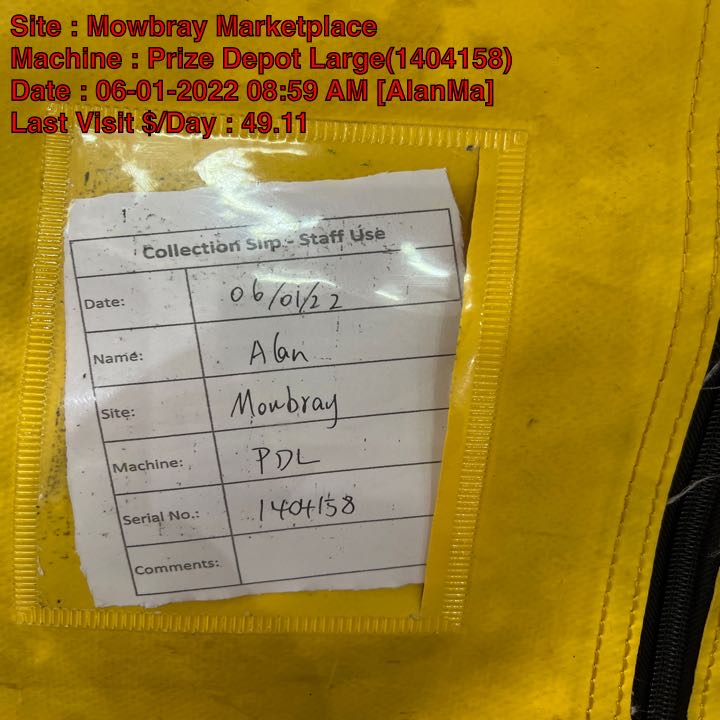 Site : Mowbray Marketplace
Machine : Prize Depot Large(1404158)
Date : 06-01-2022 08:59 AM [AlanMa]
Last Visit $/Day : 49.11
Collection Slip - Staff Use
Date: 06/01/22
Name: Alan
Site: Mowbray
Machine: PDL
Serial No.: 1404158
Comments: